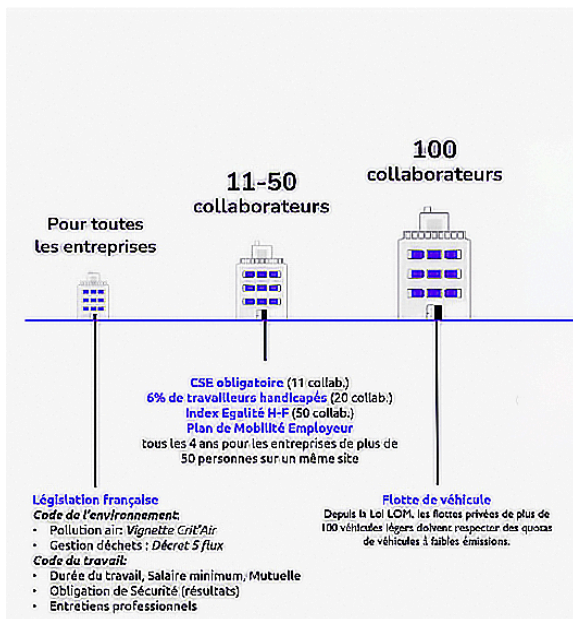 Pour toutes
les entreprises
11-50
collaborateurs
100
collaborateurs
CSE obligatoire (11 collab.)
6% de travailleurs handicapés (20 collab.)
Index Egalité H-F (50 collab.)
Plan de Mobilité Employeur
tous les 4 ans pour les entreprises de plus de
50 personnes sur un même site
Législation française
Code de l'environnement:
• Pollution air: Vignette Crit'Air
• Gestion déchets : Décret 5 flux
Code du travail:
• Durée du travail, Salaire minimum, Mutuelle
• Obligation de Sécurité (résultats)
• Entretiens professionnels
Flotte de véhicule
Depuis la Loi LOM, les flottes privées de plus de
100 véhicules légers doivent respecter des quotas
de véhicules à faibles émissions.